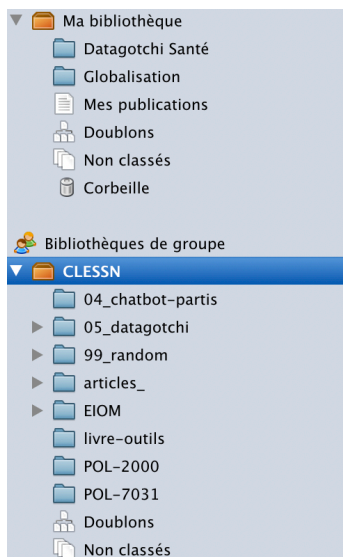 Ma bibliothèque
Datagotchi Santé
Globalisation
Mes publications
Doublons
Non classés
Corbeille
Bibliothèques de groupe
CLESSN
04_chatbot-partis
05_datagotchi
99_random
articles_
EIOM
livre-outils
POL-2000
POL-7031
Doublons
Non classés